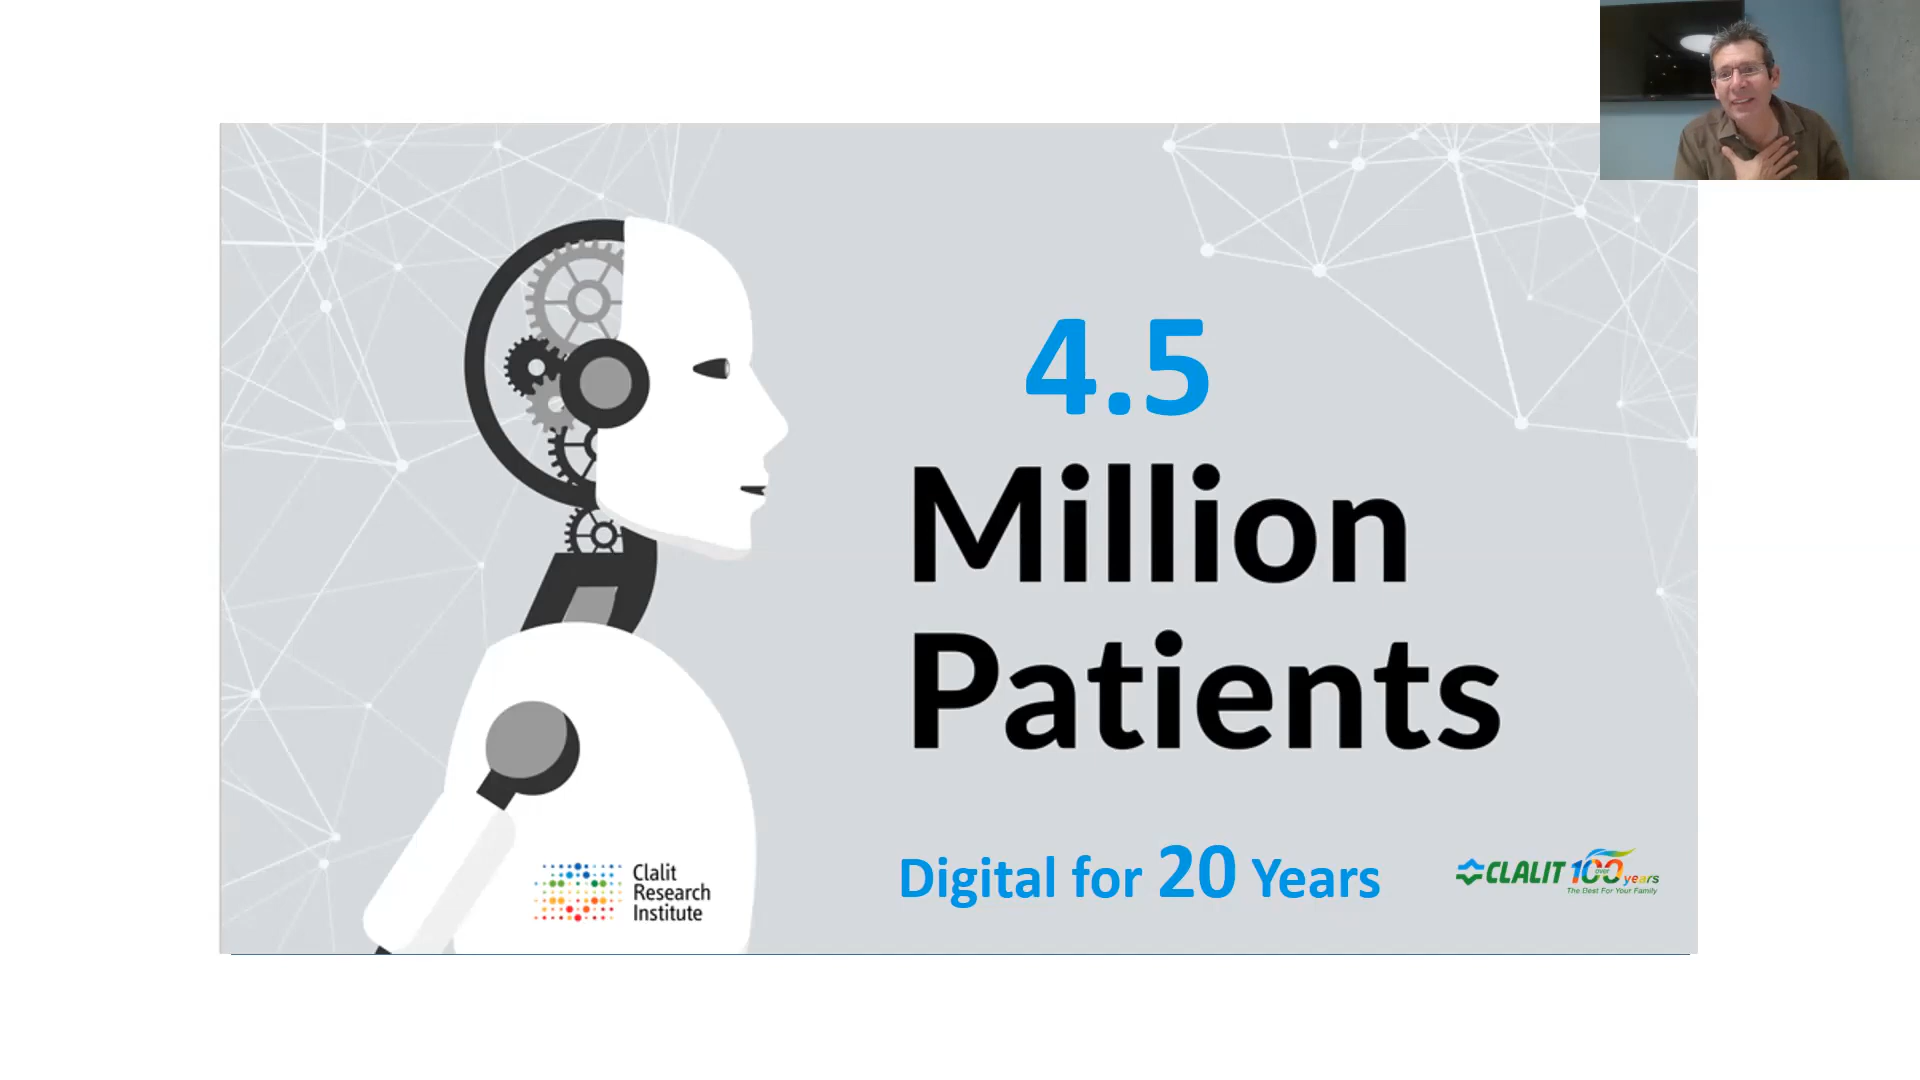 4.5
Million
Patients
Digital for 20 Years
Clalit
Research
Institute
CLALIT over 100 years
The Best For Your Family